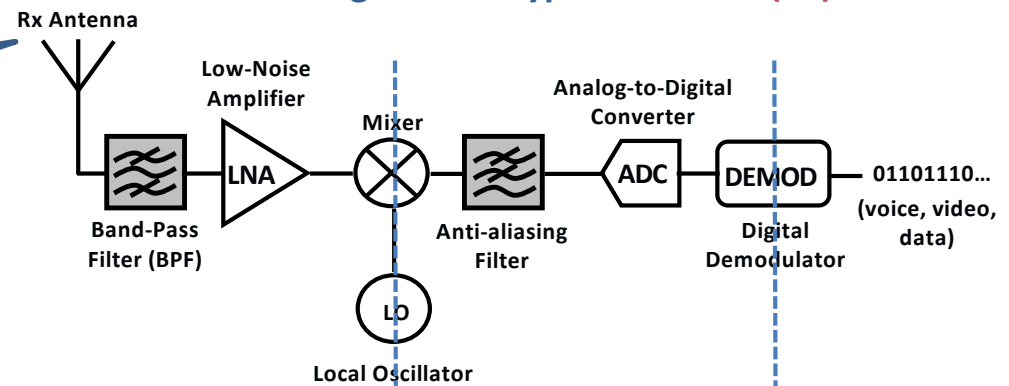 Rx Antenna
Low-Noise
Amplifier
Mixer
Analog-to-Digital
Converter
LNA
ADC
DEMOD
01101110...
(voice, video,
data)
Band-Pass
Filter (BPF)
Anti-aliasing
Filter
Digital
Demodulator
LO
Local Oscillator